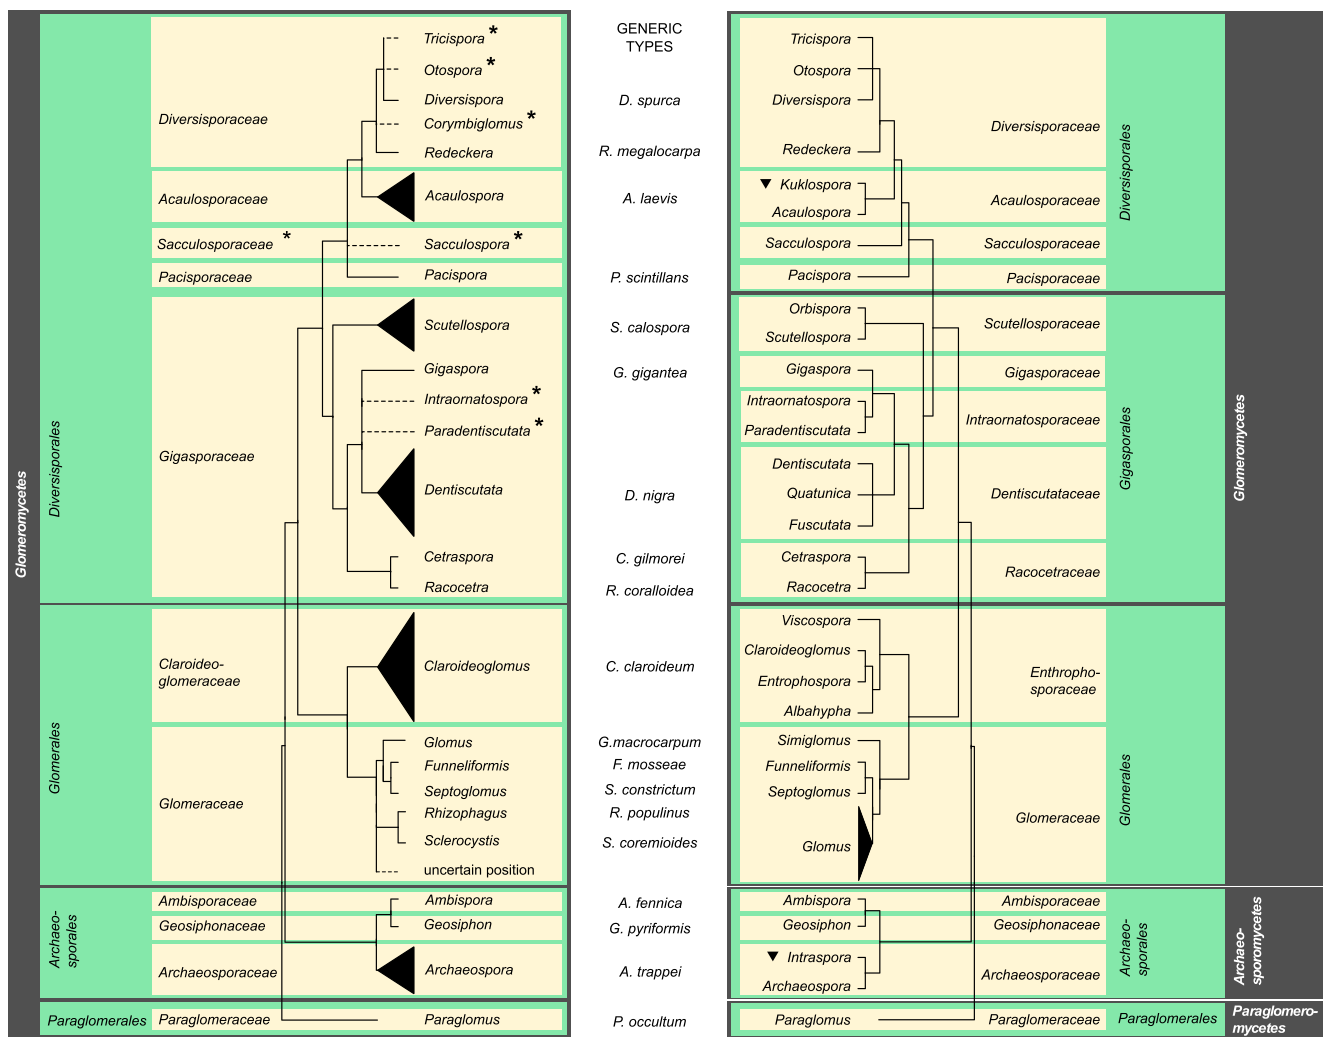 Glomeromycetes
Diversisporales
Diversisporaceae
Tricispora *
Otospora *
Diversispora
Corymbiglomus *
Redeckera
Acaulosporaceae
Acaulospora
Sacculosporaceae *
Sacculospora *
Pacisporaceae
Pacispora
Gigasporaceae
Scutellospora
Gigaspora
Intraornatospora *
Paradentiscutata *
Dentiscutata
Cetraspora
Racocetra
Glomerales
Claroideo-
glomeraceae
Claroideoglomus
Glomeraceae
Glomus
Funneliformis
Septoglomus
Rhizophagus
Sclerocystis
uncertain position
Archaeo-
sporales
Ambisporaceae
Ambispora
Geosiphonaceae
Geosiphon
Archaeosporaceae
Archaeospora
Paraglomerales
Paraglomeraceae
Paraglomus
GENERIC
TYPES
D. spurca
R. megalocarpa
A. laevis
P. scintillans
S. calospora
G. gigantea
D. nigra
C. gilmorei
R. coralloidea
C. claroideum
G.macrocarpum
F. mosseae
S. constrictum
R. populinus
S. coremioides
A. fennica
G. pyriformis
A. trappei
P. occultum
Tricispora
Otospora
Diversispora
Redeckera
Diversisporaceae
Kuklospora
Acaulospora
Acaulosporaceae
Sacculospora
Sacculosporaceae
Pacispora
Pacisporaceae
Diversisporales
Orbispora
Scutellospora
Scutellosporaceae
Gigaspora
Gigasporaceae
Intraornatospora
Paradentiscutata
Intraornatosporaceae
Dentiscutata
Quatunica
Fuscutata
Dentiscutataceae
Cetraspora
Racocetra
Racocetraceae
Gigasporales
Viscospora
Claroideoglomus
Entrophospora
Albahypha
Enthropho-
sporaceae
Simiglomus
Funneliformis
Septoglomus
Glomus
Glomeraceae
Glomerales
Glomeromycetes
Ambispora
Ambisporaceae
Geosiphon
Geosiphonaceae
Intraspora
Archaeospora
Archaeosporaceae
Archaeo-
sporales
Archaeo-
sporomycetes
Paraglomus
Paraglomeraceae
Paraglomerales
Paraglomero-
mycetes